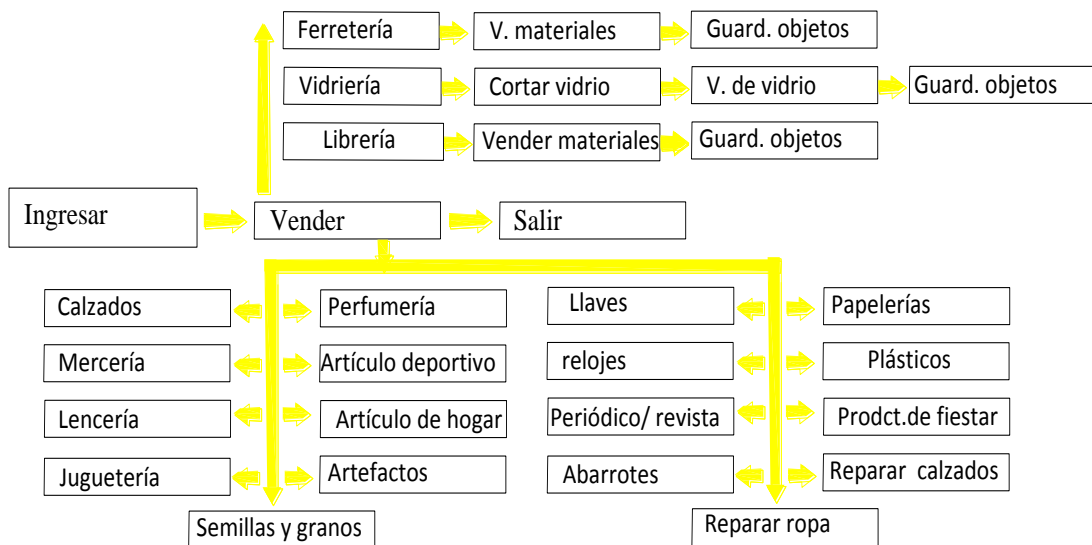 Ferretería
V. materiales
Guard. objetos
Vidriería
Cortar vidrio
V. de vidrio
Guard. objetos
Librería
Vender materiales
Guard. objetos
Ingresar
Vender
Salir
Calzados
Perfumería
Llaves
Papelerías
Mercería
Artículo deportivo
relojes
Plásticos
Lencería
Artículo de hogar
Periódico/ revista
Prodct.de fiestar
Juguetería
Artefactos
Abarrotes
Reparar calzados
Semillas y granos
Reparar ropa